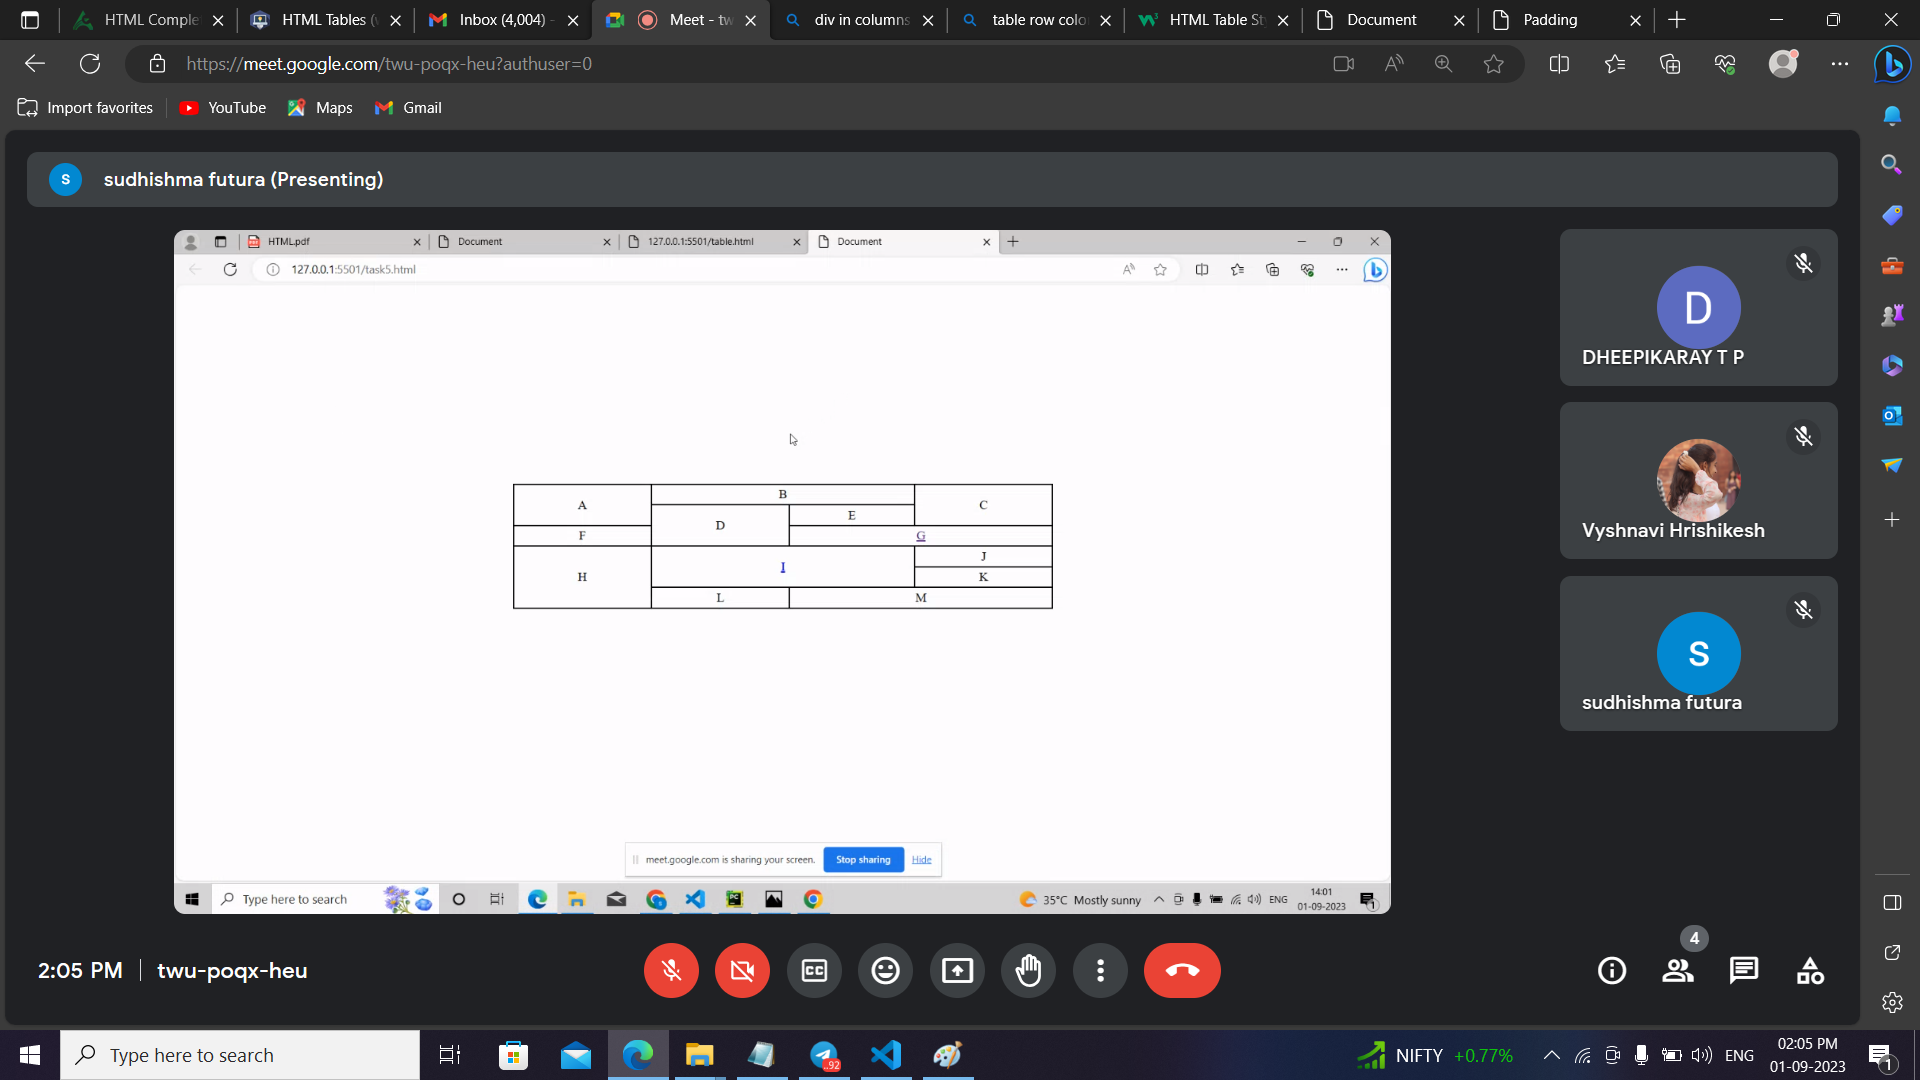 HTML Comple
HTML Tables (
Inbox (4,004) -
Meet - tw
div in columns
table row colo
HTML Table St
Document
Padding
https://meet.google.com/twu-poqx-heu?authuser=0
Import favorites
YouTube
Maps
Gmail
S
sudhishma futura (Presenting)
HTML.pdf
Document
127.0.0.1:5501/table.html
Document
127.0.0.1:5501/task5.html
A
B
C
D
E
F
G
H
I
J
K
L
M
meet.google.com is sharing your screen.
Stop sharing
Hide
Type here to search
35°C Mostly sunny
ENG
14:01
01-09-2023
1
D
DHEEPIKARAY T P
Vyshnavi Hrishikesh
S
sudhishma futura
2:05 PM
twu-poqx-heu
4
Type here to search
..92
NIFTY +0.77%
ENG
02:05 PM
01-09-2023
1